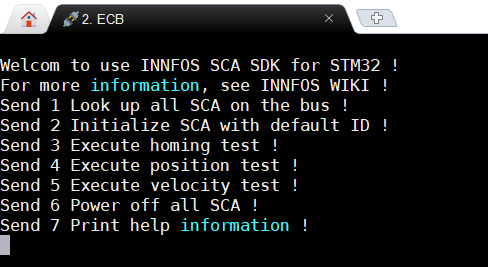 2. ECB
Welcom to use INNFOS SCA SDK for STM32 !
For more information, see INNFOS WIKI !
Send 1 Look up all SCA on the bus !
Send 2 Initialize SCA with default ID !
Send 3 Execute homing test !
Send 4 Execute position test !
Send 5 Execute velocity test !
Send 6 Power off all SCA !
Send 7 Print help information !